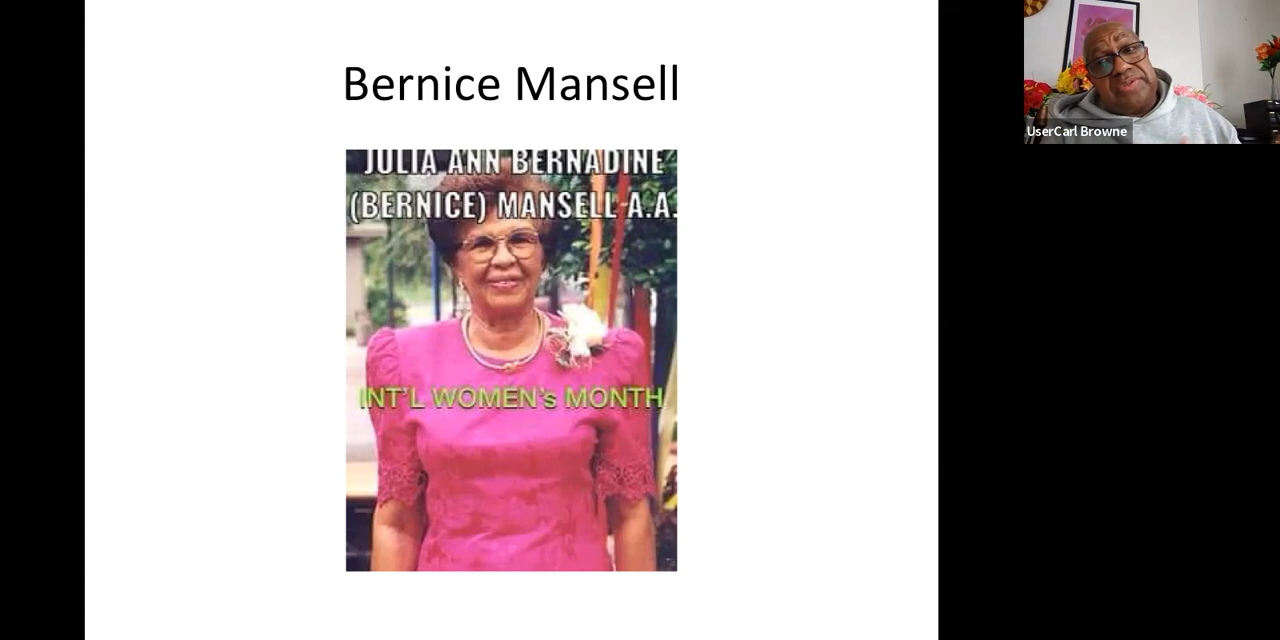 Bernice Mansell
JULIA ANN BERNADINE
(BERNICE) MANSELL A.A.
INT'L WOMEN's MONTH
UserCarl Browne